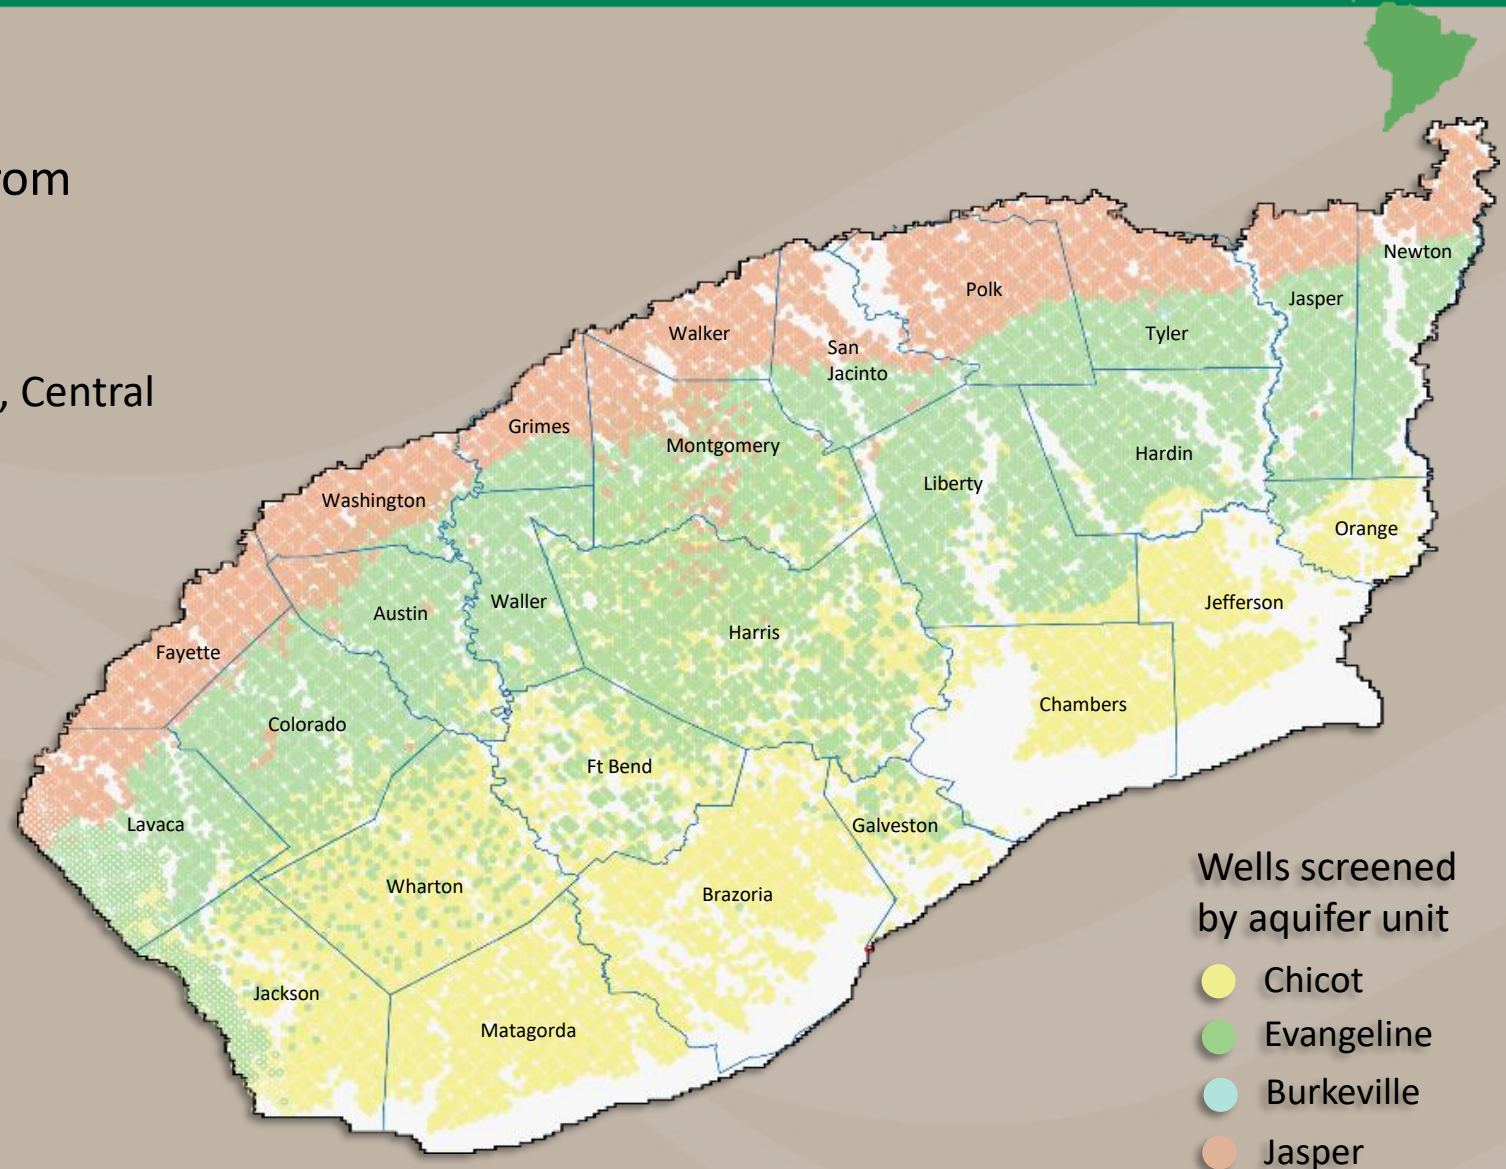 , Central
Newton
Polk
Jasper
Walker
Tyler
San
Jacinto
Grimes
Montgomery
Hardin
Liberty
Washington
Orange
Waller
Jefferson
Austin
Harris
Fayette
Chambers
Colorado
Ft Bend
Lavaca
Galveston
Wharton
Brazoria
Jackson
Matagorda
Wells screened
by aquifer unit
Chicot
Evangeline
Burkeville
Jasper